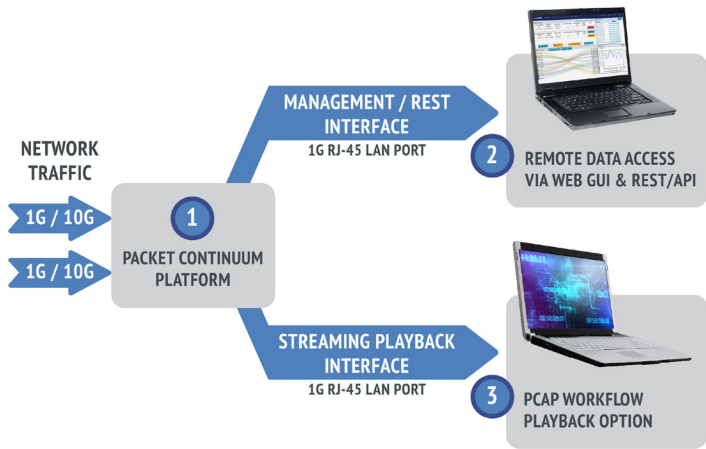 NETWORK
TRAFFIC
1G / 10G
1G / 10G
1
PACKET CONTINUUM
PLATFORM
MANAGEMENT / REST
INTERFACE
1G RJ-45 LAN PORT
2
REMOTE DATA ACCESS
VIA WEB GUI & REST/API
STREAMING PLAYBACK
INTERFACE
1G RJ-45 LAN PORT
3
PCAP WORKFLOW
PLAYBACK OPTION